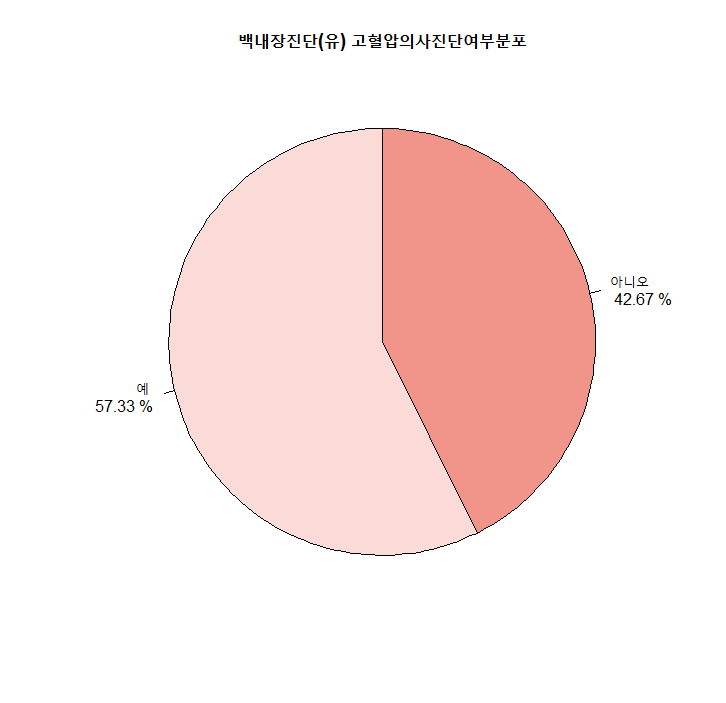 백내장진단(유) 고혈압의사진단여부분포
아니오
42.67 %
예
57.33 %